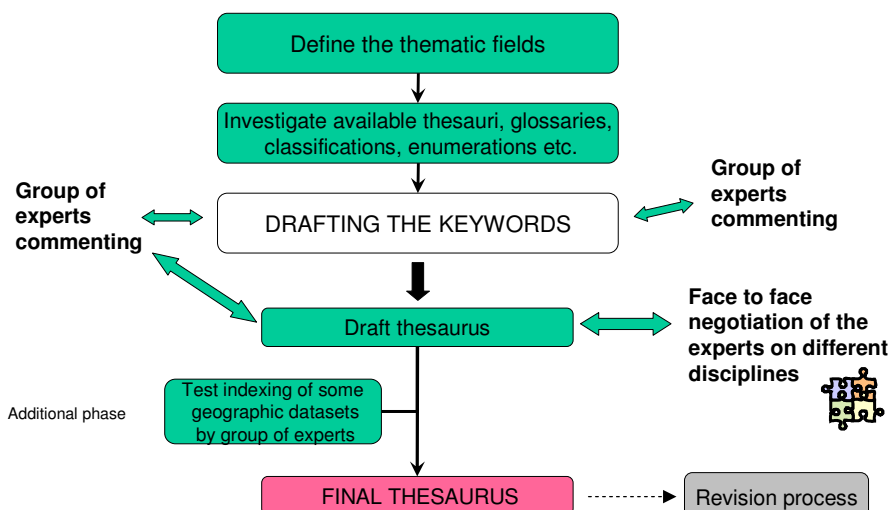 Define the thematic fields
Investigate available thesauri, glossaries,
classifications, enumerations etc.
Group of
experts
commenting
DRAFTING THE KEYWORDS
Group of
experts
commenting
Draft thesaurus
Face to face
negotiation of the
experts on different
disciplines
Additional phase
Test indexing of some
geographic datasets
by group of experts
FINAL THESAURUS
Revision process